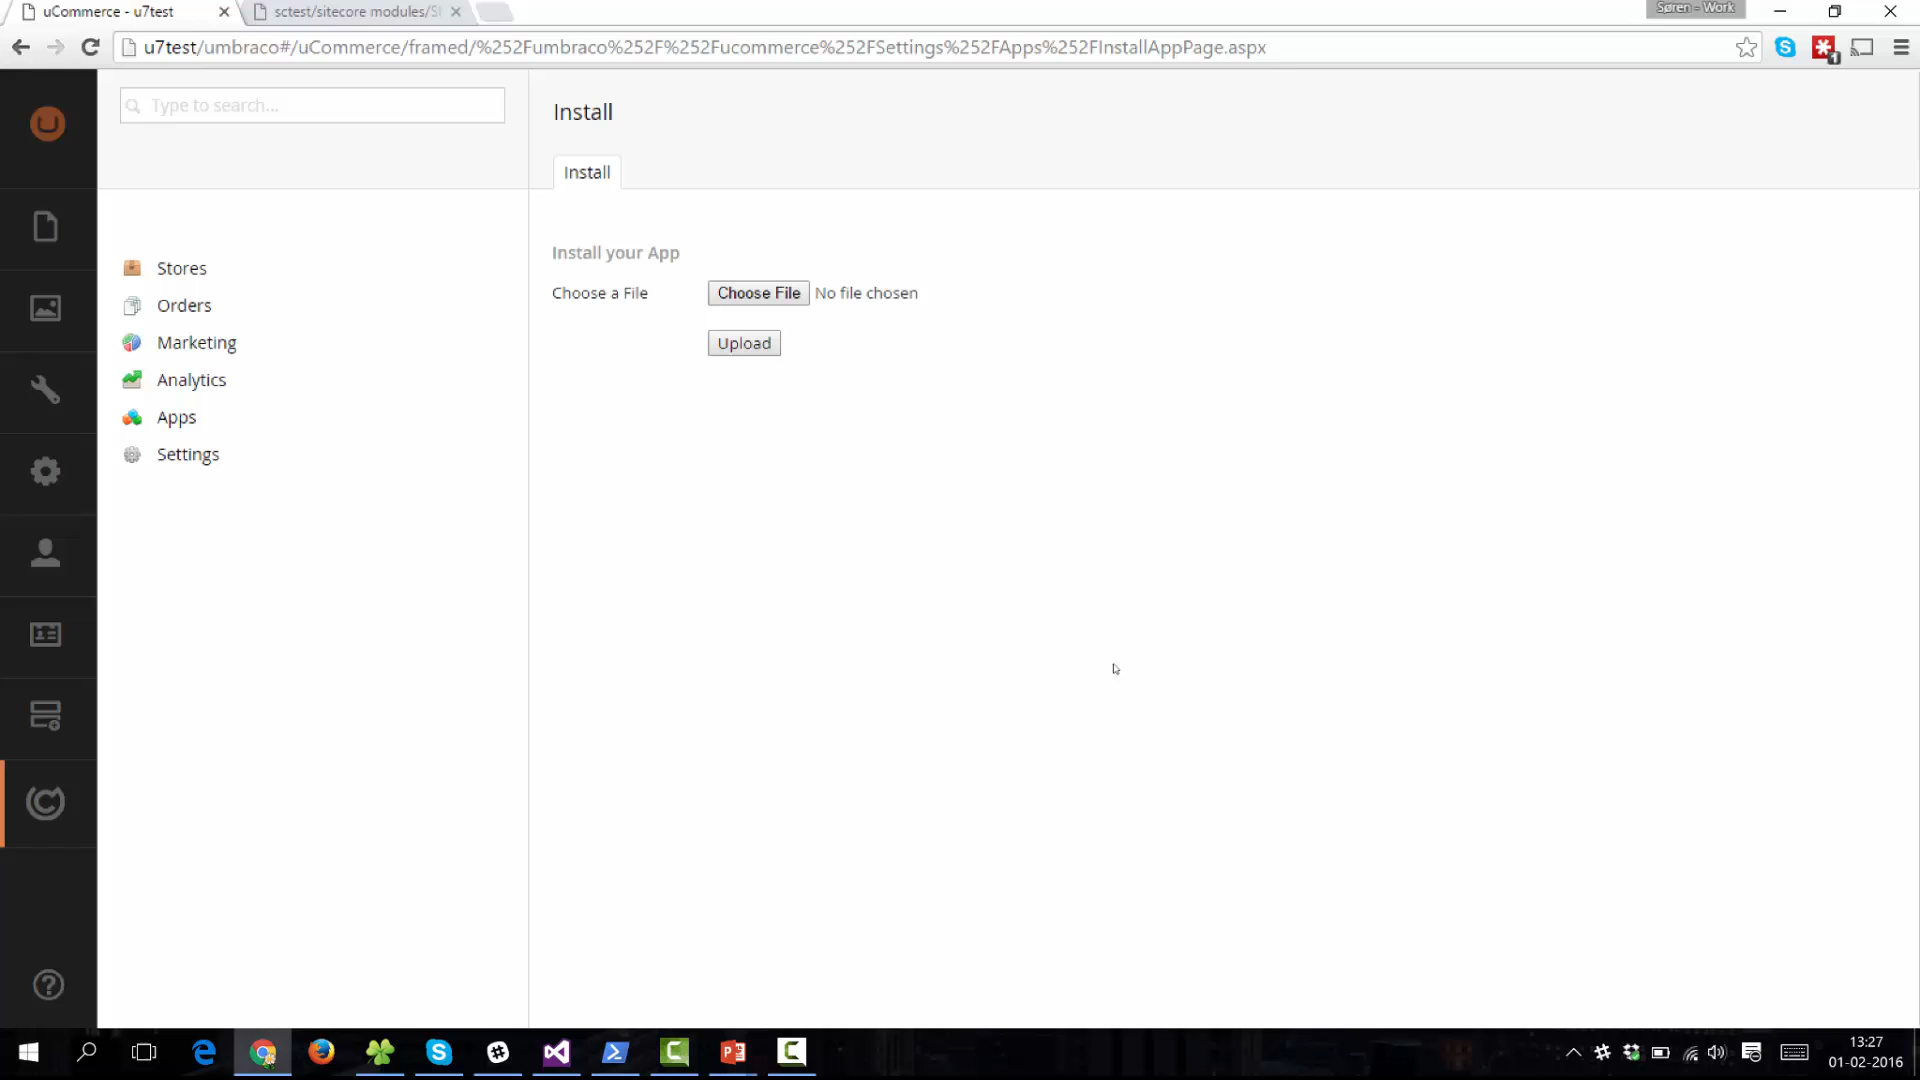 uCommerce - u7test
sctest/sitecore modules/S
Søren - Work
u7test/umbraco#/uCommerce/framed/%252Fumbraco%252F%252Fucommerce%252FSettings%252FApps%252FInstallAppPage.aspx
1
Type to search...
Install
Install
Stores
Orders
Marketing
Analytics
Apps
Settings
Install your App
Choose a File
Choose File
No file chosen
Upload
13:27
01-02-2016